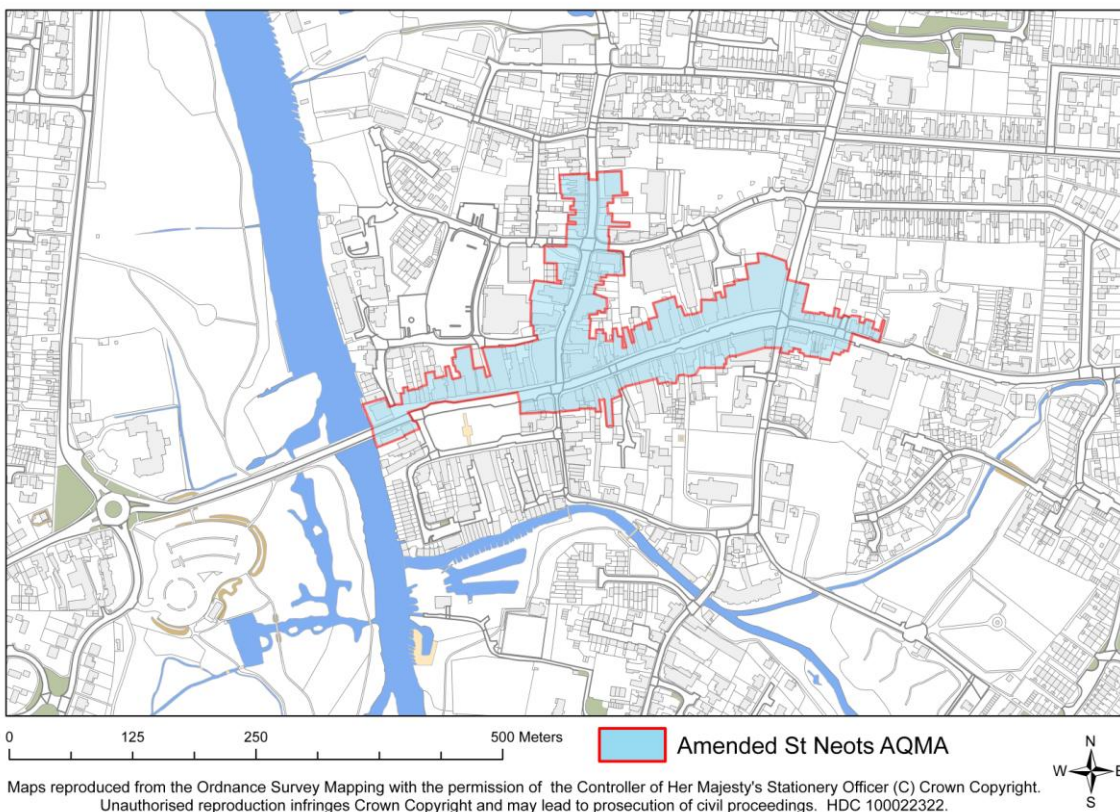 0 125 250 500 Meters
Amended St Neots AQMA
N
W E
S
Maps reproduced from the Ordnance Survey Mapping with the permission of the Controller of Her Majesty's Stationery Officer (C) Crown Copyright.
Unauthorised reproduction infringes Crown Copyright and may lead to prosecution of civil proceedings. HDC 100022322.